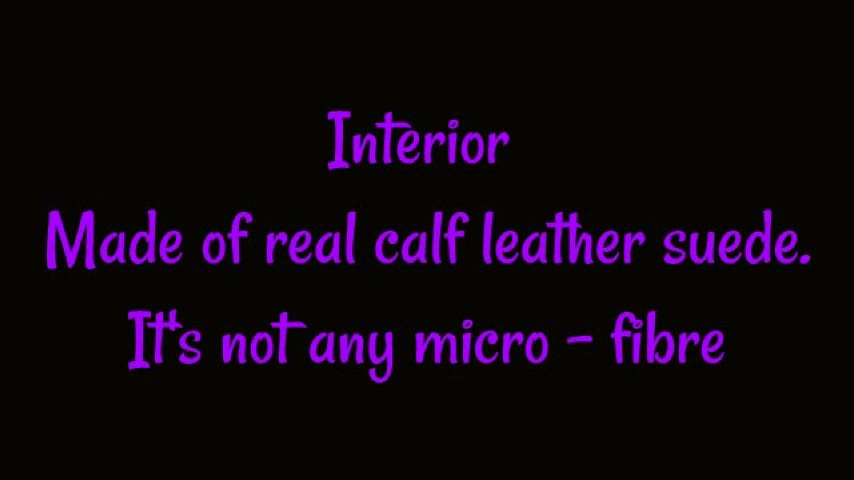 Interior
Made of real calf leather suede.
It's not any micro - fibre